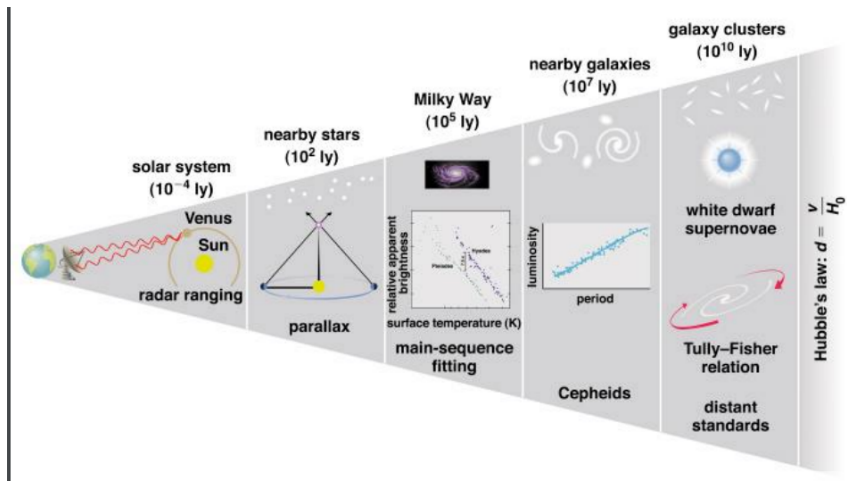 solar system
(10⁻⁴ ly)
Venus
Sun
radar ranging
nearby stars
(10² ly)
parallax
Milky Way
(10⁵ ly)
relative apparent
brightness
Pleiades
Hyades
surface temperature (K)
main-sequence
fitting
nearby galaxies
(10⁷ ly)
luminosity
period
Cepheids
galaxy clusters
(10¹⁰ ly)
white dwarf
supernovae
Tully–Fisher
relation
distant
standards
Hubble's law: d = v/H₀